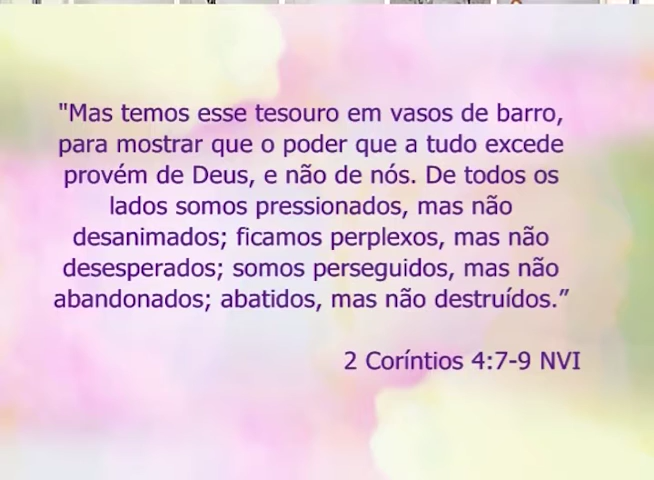 "Mas temos esse tesouro em vasos de barro,
para mostrar que o poder que a tudo excede
provém de Deus, e não de nós. De todos os
lados somos pressionados, mas não
desanimados; ficamos perplexos, mas não
desesperados; somos perseguidos, mas não
abandonados; abatidos, mas não destruídos.”
2 Coríntios 4:7-9 NVI